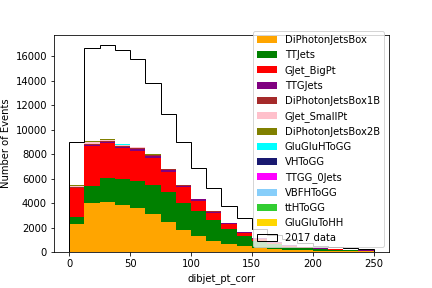 DiPhotonJetsBox
TTJets
GJet_BigPt
TTGJets
DiPhotonJetsBox1B
GJet_SmallPt
DiPhotonJetsBox2B
GluGluHToGG
VHToGG
TTGG_0Jets
VBFHToGG
ttHToGG
GluGluToHH
2017 data
Number of Events
16000
14000
12000
10000
8000
6000
4000
2000
0
0 50 100 150 200 250
dibjet_pt_corr